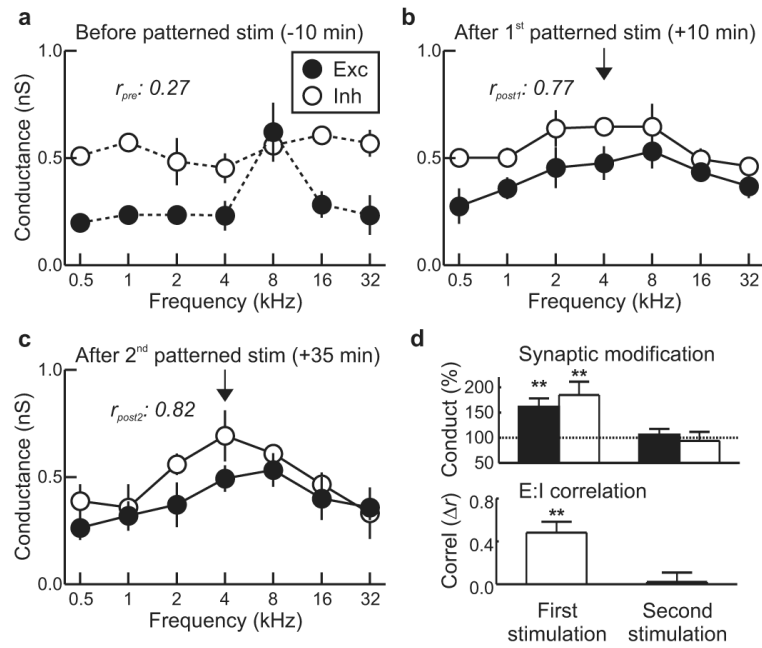 a
Before patterned stim (-10 min)
1.0
0.5
0.0
Conductance (nS)
r_pre: 0.27
Exc
Inh
0.5 1 2 4 8 16 32
Frequency (kHz)
b
After 1st patterned stim (+10 min)
1.0
0.5
0.0
r_post1: 0.77
0.5 1 2 4 8 16 32
Frequency (kHz)
c
After 2nd patterned stim (+35 min)
1.0
0.5
0.0
Conductance (nS)
r_post2: 0.82
0.5 1 2 4 8 16 32
Frequency (kHz)
d
Synaptic modification
Conduct (%)
200
150
100
50
** **
E:I correlation
Correl (Δr)
0.8
0.4
0.0
**
First stimulation
Second stimulation